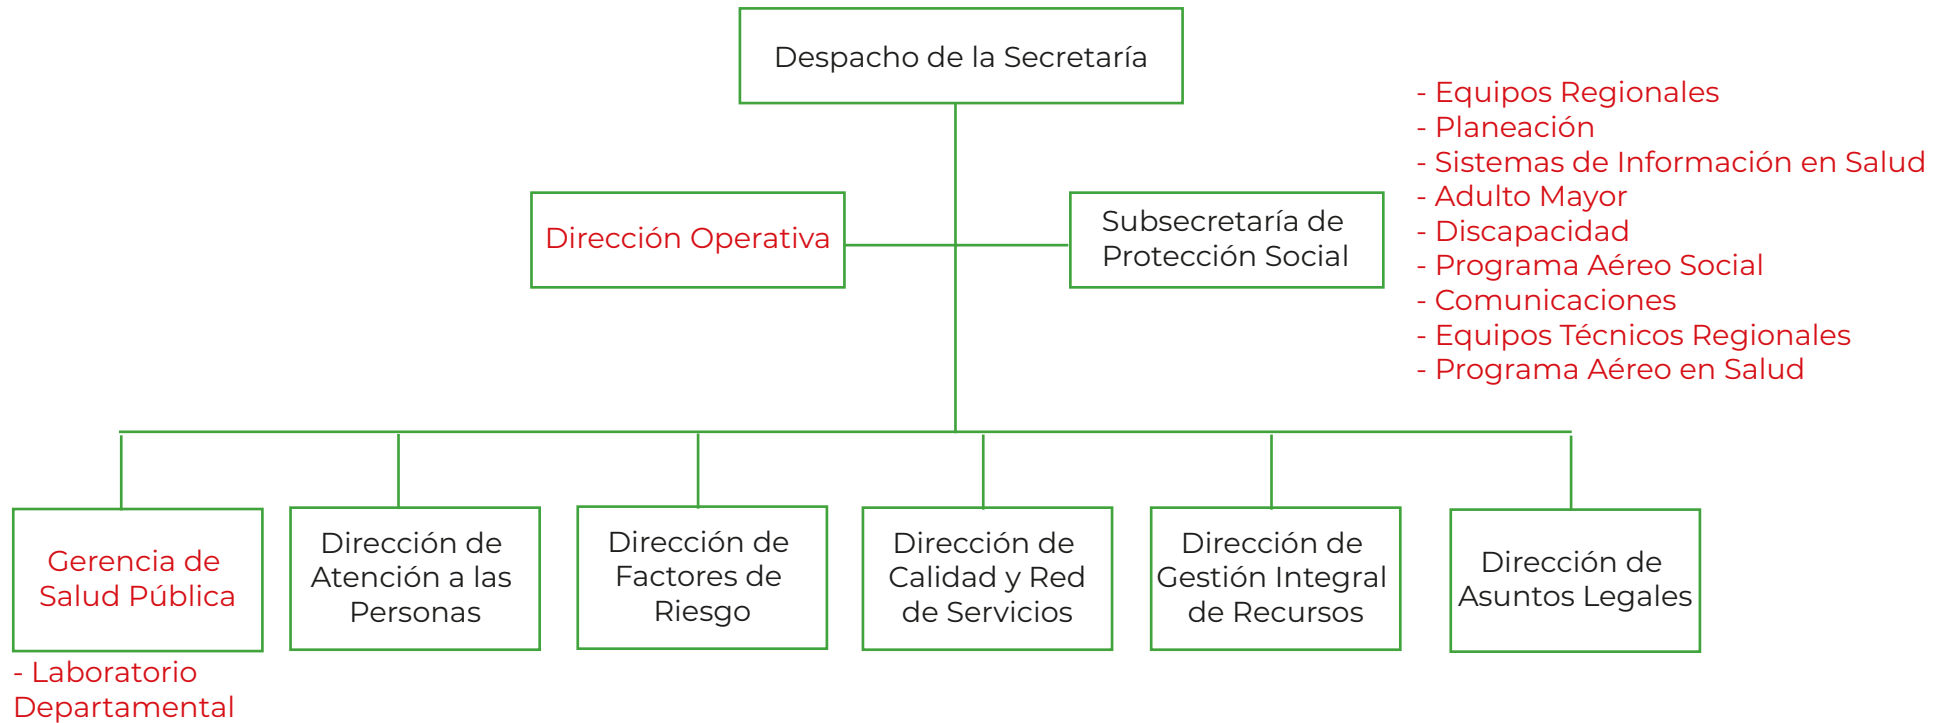 Despacho de la Secretaría
Dirección Operativa
Subsecretaría de
Protección Social
- Equipos Regionales
- Planeación
- Sistemas de Información en Salud
- Adulto Mayor
- Discapacidad
- Programa Aéreo Social
- Comunicaciones
- Equipos Técnicos Regionales
- Programa Aéreo en Salud
Gerencia de
Salud Pública
- Laboratorio
Departamental
Dirección de
Atención a las
Personas
Dirección de
Factores de
Riesgo
Dirección de
Calidad y Red
de Servicios
Dirección de
Gestión Integral
de Recursos
Dirección de
Asuntos Legales